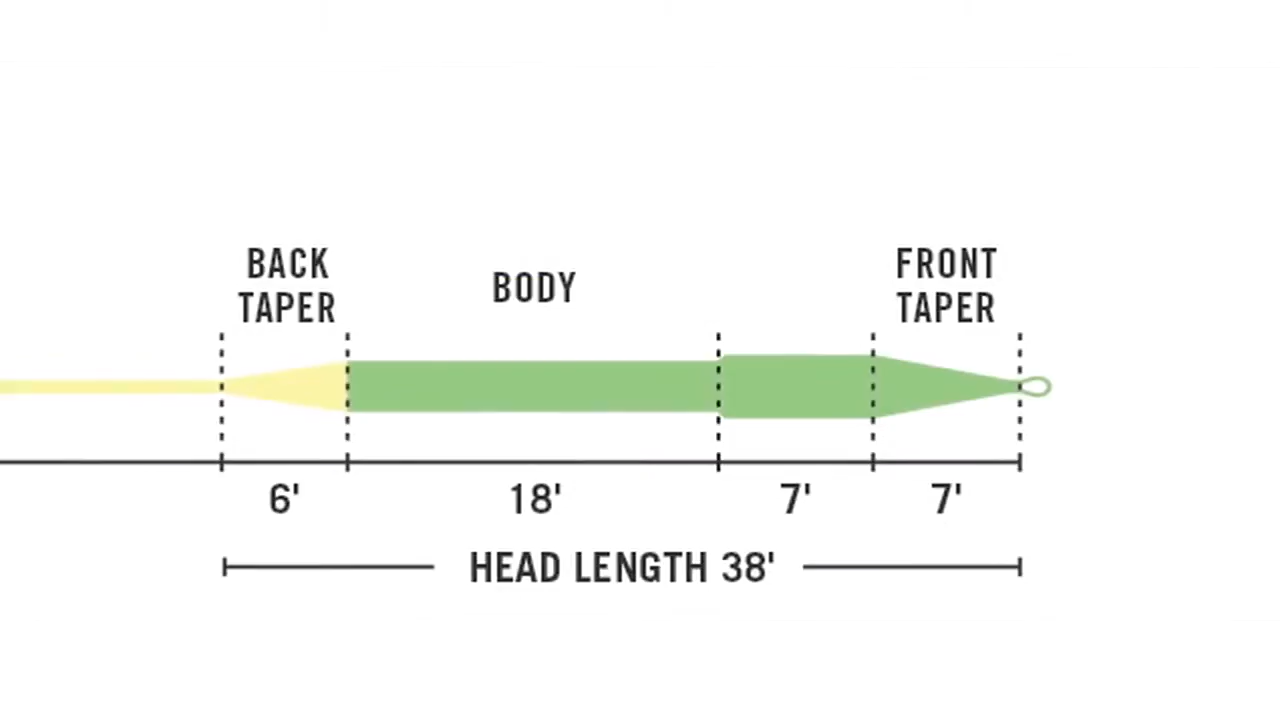 BACK
TAPER
BODY
FRONT
TAPER
6'
18'
7'
7'
HEAD LENGTH 38'